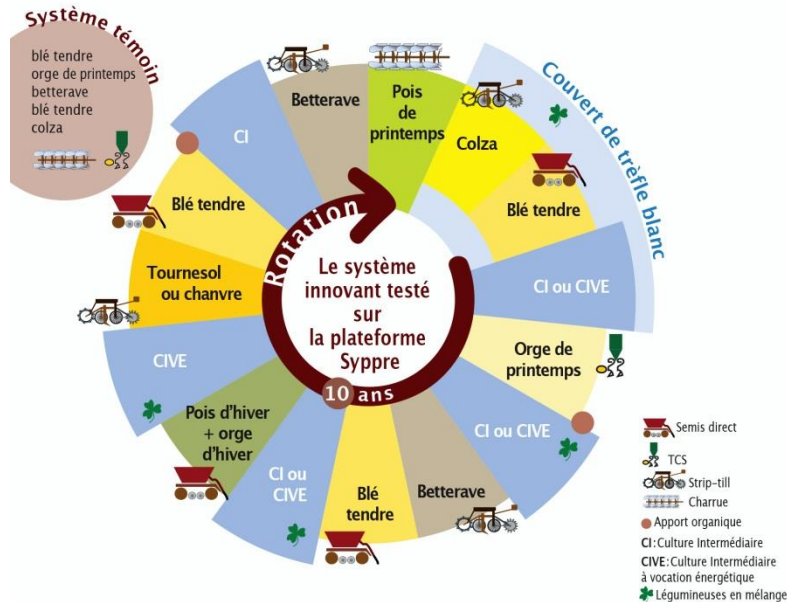 Système témoin
blé tendre
orge de printemps
betterave
blé tendre
colza
Betterave
Pois
de
printemps
Colza
Couvert de trèfle blanc
Blé tendre
CI ou CIVE
Orge de
printemps
CI ou CIVE
Betterave
Blé
tendre
CI ou
CIVE
Pois d'hiver
+ orge
d'hiver
CIVE
Tournesol
ou chanvre
Blé tendre
CI
Rotation
Le système
innovant testé
sur
la plateforme
Syppre
10 ans
Semis direct
TCS
Strip-till
Charrue
Apport organique
CI : Culture Intermédiaire
CIVE : Culture Intermédiaire
à vocation énergétique
Légumineuses en mélange